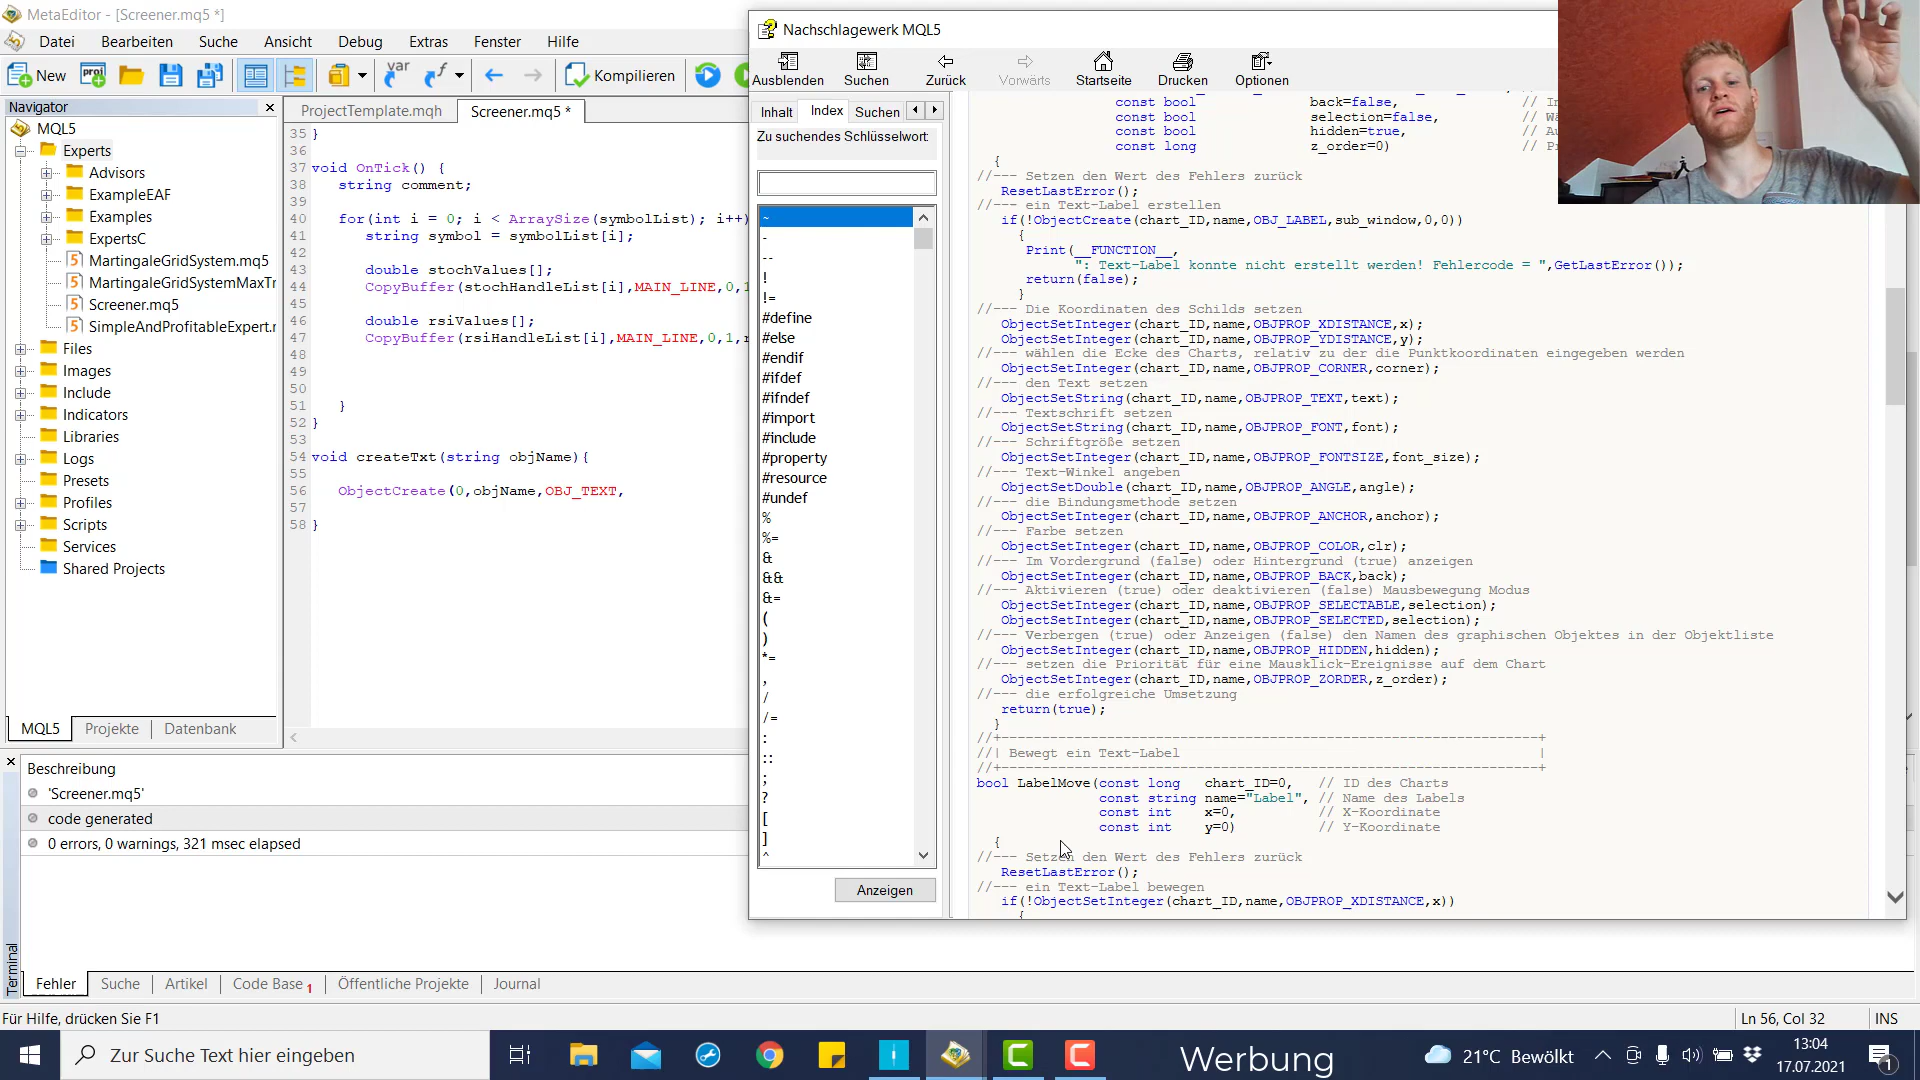 MetaEditor - [Screener.mq5 *]
Datei Bearbeiten Suche Ansicht Debug Extras Fenster Hilfe
New Kompilieren
Navigator
MQL5
Experts
Advisors
ExampleEAF
Examples
ExpertsC
MartingaleGridSystem.mq5
MartingaleGridSystemMaxTr
Screener.mq5
SimpleAndProfitableExpert.r
Files
Images
Include
Indicators
Libraries
Logs
Presets
Profiles
Scripts
Services
Shared Projects
MQL5 Projekte Datenbank
ProjectTemplate.mqh Screener.mq5 *
35 }
36
37 void OnTick() {
38 string comment;
39
40 for(int i = 0; i < ArraySize(symbolList); i++)
41 string symbol = symbolList[i];
42
43 double stochValues[];
44 CopyBuffer(stochHandleList[i],MAIN_LINE,0,1
45
46 double rsiValues[];
47 CopyBuffer(rsiHandleList[i],MAIN_LINE,0,1,r
48
49
50
51 }
52 }
53
54 void createTxt(string objName){
55
56 ObjectCreate(0,objName,OBJ_TEXT,
57
58 }
Nachschlagewerk MQL5
Ausblenden Suchen Zurück Vorwärts Startseite Drucken Optionen
Inhalt Index Suchen
Zu suchendes Schlüsselwort
~
-
--
!
!=
#define
#else
#endif
#ifdef
#ifndef
#import
#include
#property
#resource
#undef
%
%=
&
&&
&=
(
)
*=
,
/
/=
:
::
;
?
[
]
^
Anzeigen
const bool back=false, // In
const bool selection=false, // Wä
const bool hidden=true, // Au
const long z_order=0) // Pr
{
//--- Setzen den Wert des Fehlers zurück
ResetLastError();
//--- ein Text-Label erstellen
if(!ObjectCreate(chart_ID,name,OBJ_LABEL,sub_window,0,0))
{
Print(__FUNCTION__,
": Text-Label konnte nicht erstellt werden! Fehlercode = ",GetLastError());
return(false);
}
//--- Die Koordinaten des Schilds setzen
ObjectSetInteger(chart_ID,name,OBJPROP_XDISTANCE,x);
ObjectSetInteger(chart_ID,name,OBJPROP_YDISTANCE,y);
//--- wählen die Ecke des Charts, relativ zu der die Punktkoordinaten eingegeben werden
ObjectSetInteger(chart_ID,name,OBJPROP_CORNER,corner);
//--- den Text setzen
ObjectSetString(chart_ID,name,OBJPROP_TEXT,text);
//--- Textschrift setzen
ObjectSetString(chart_ID,name,OBJPROP_FONT,font);
//--- Schriftgröße setzen
ObjectSetInteger(chart_ID,name,OBJPROP_FONTSIZE,font_size);
//--- Text-Winkel angeben
ObjectSetDouble(chart_ID,name,OBJPROP_ANGLE,angle);
//--- die Bindungsmethode setzen
ObjectSetInteger(chart_ID,name,OBJPROP_ANCHOR,anchor);
//--- Farbe setzen
ObjectSetInteger(chart_ID,name,OBJPROP_COLOR,clr);
//--- Im Vordergrund (false) oder Hintergrund (true) anzeigen
ObjectSetInteger(chart_ID,name,OBJPROP_BACK,back);
//--- Aktivieren (true) oder deaktivieren (false) Mausbewegung Modus
ObjectSetInteger(chart_ID,name,OBJPROP_SELECTABLE,selection);
ObjectSetInteger(chart_ID,name,OBJPROP_SELECTED,selection);
//--- Verbergen (true) oder Anzeigen (false) den Namen des graphischen Objektes in der Objektliste
ObjectSetInteger(chart_ID,name,OBJPROP_HIDDEN,hidden);
//--- setzen die Priorität für eine Mausklick-Ereignisse auf dem Chart
ObjectSetInteger(chart_ID,name,OBJPROP_ZORDER,z_order);
//--- die erfolgreiche Umsetzung
return(true);
}
//+------------------------------------------------------------------+
//| Bewegt ein Text-Label |
//+------------------------------------------------------------------+
bool LabelMove(const long chart_ID=0, // ID des Charts
const string name="Label", // Name des Labels
const int x=0, // X-Koordinate
const int y=0) // Y-Koordinate
{
//--- Setzen den Wert des Fehlers zurück
ResetLastError();
//--- ein Text-Label bewegen
if(!ObjectSetInteger(chart_ID,name,OBJPROP_XDISTANCE,x))
{
Beschreibung
'Screener.mq5'
code generated
0 errors, 0 warnings, 321 msec elapsed
Terminal
Fehler Suche Artikel Code Base 1 Öffentliche Projekte Journal
Für Hilfe, drücken Sie F1 Ln 56, Col 32 INS
Zur Suche Text hier eingeben Werbung 21°C Bewölkt 13:04
17.07.2021 1